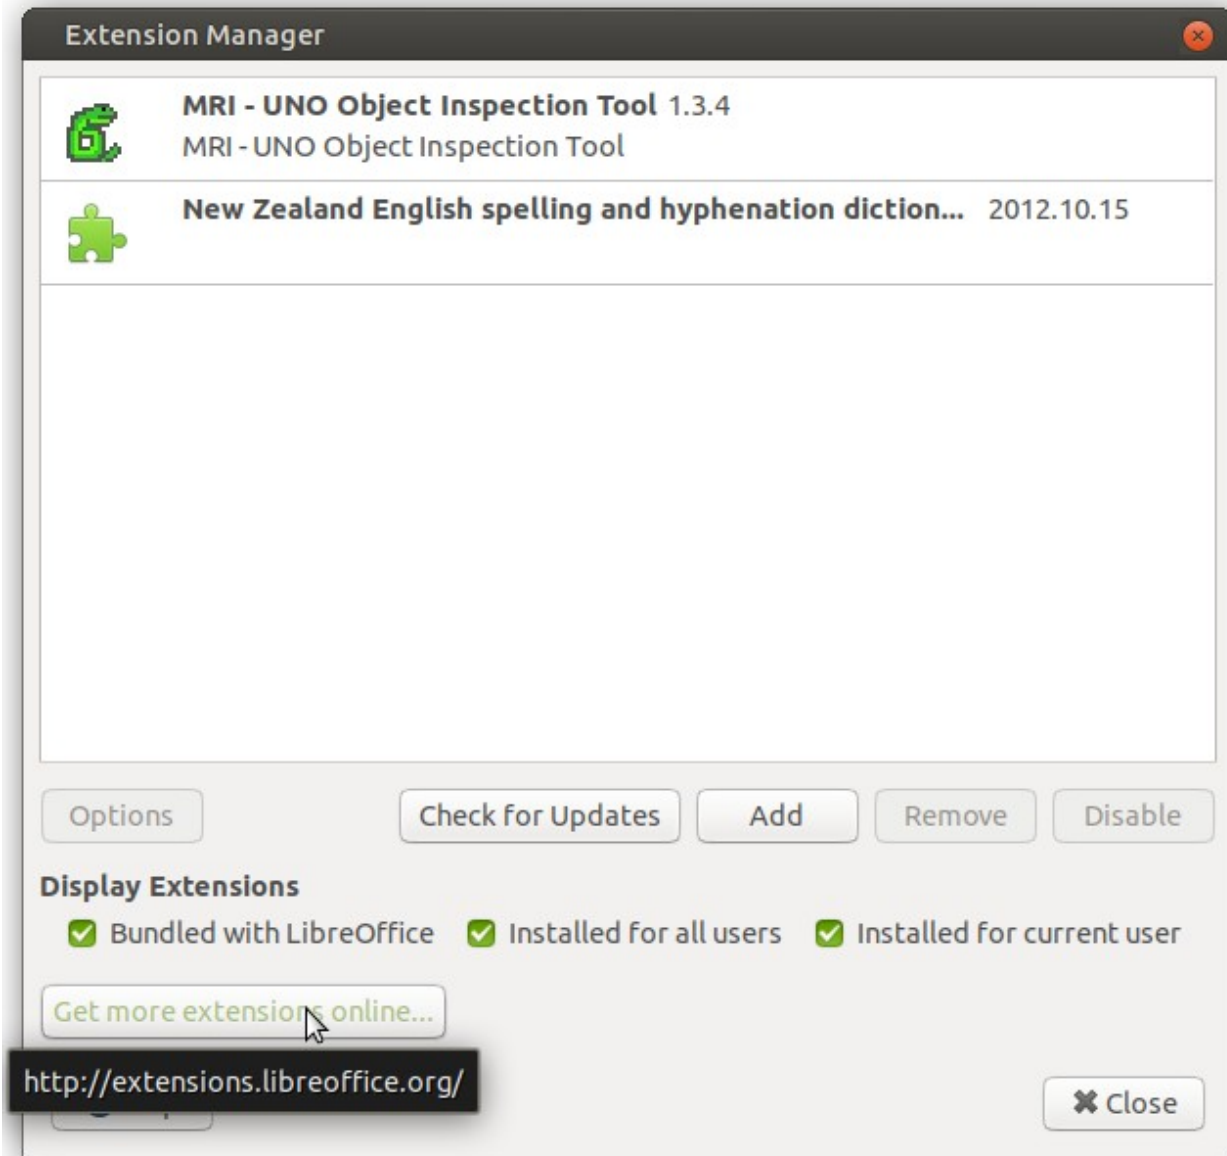 Extension Manager
MRI - UNO Object Inspection Tool 1.3.4
MRI - UNO Object Inspection Tool
New Zealand English spelling and hyphenation diction... 2012.10.15
Options Check for Updates Add Remove Disable
Display Extensions
Bundled with LibreOffice Installed for all users Installed for current user
Get more extensions online...
http://extensions.libreoffice.org/
Close